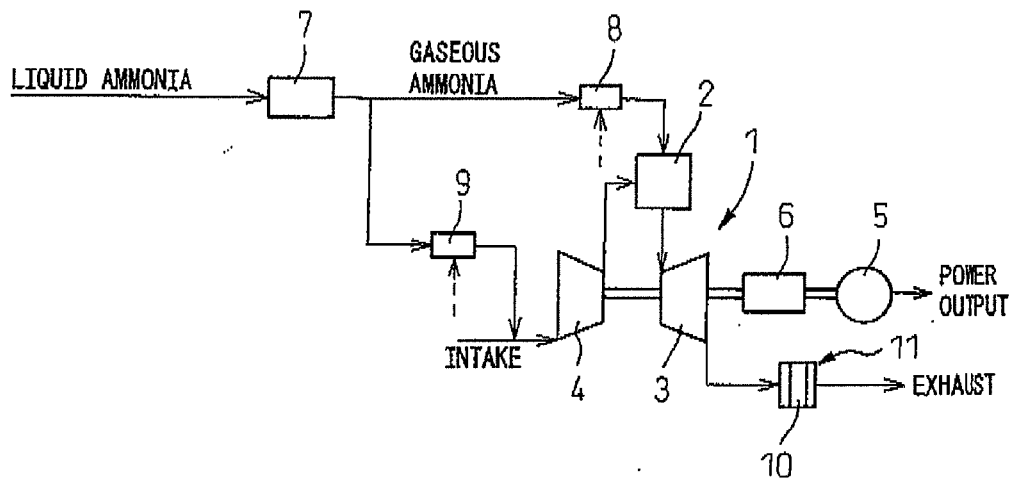 7
8
GASEOUS
AMMONIA
LIQUID AMMONIA
2
1
9
6
5
POWER
OUTPUT
INTAKE
4
3
11
EXHAUST
10